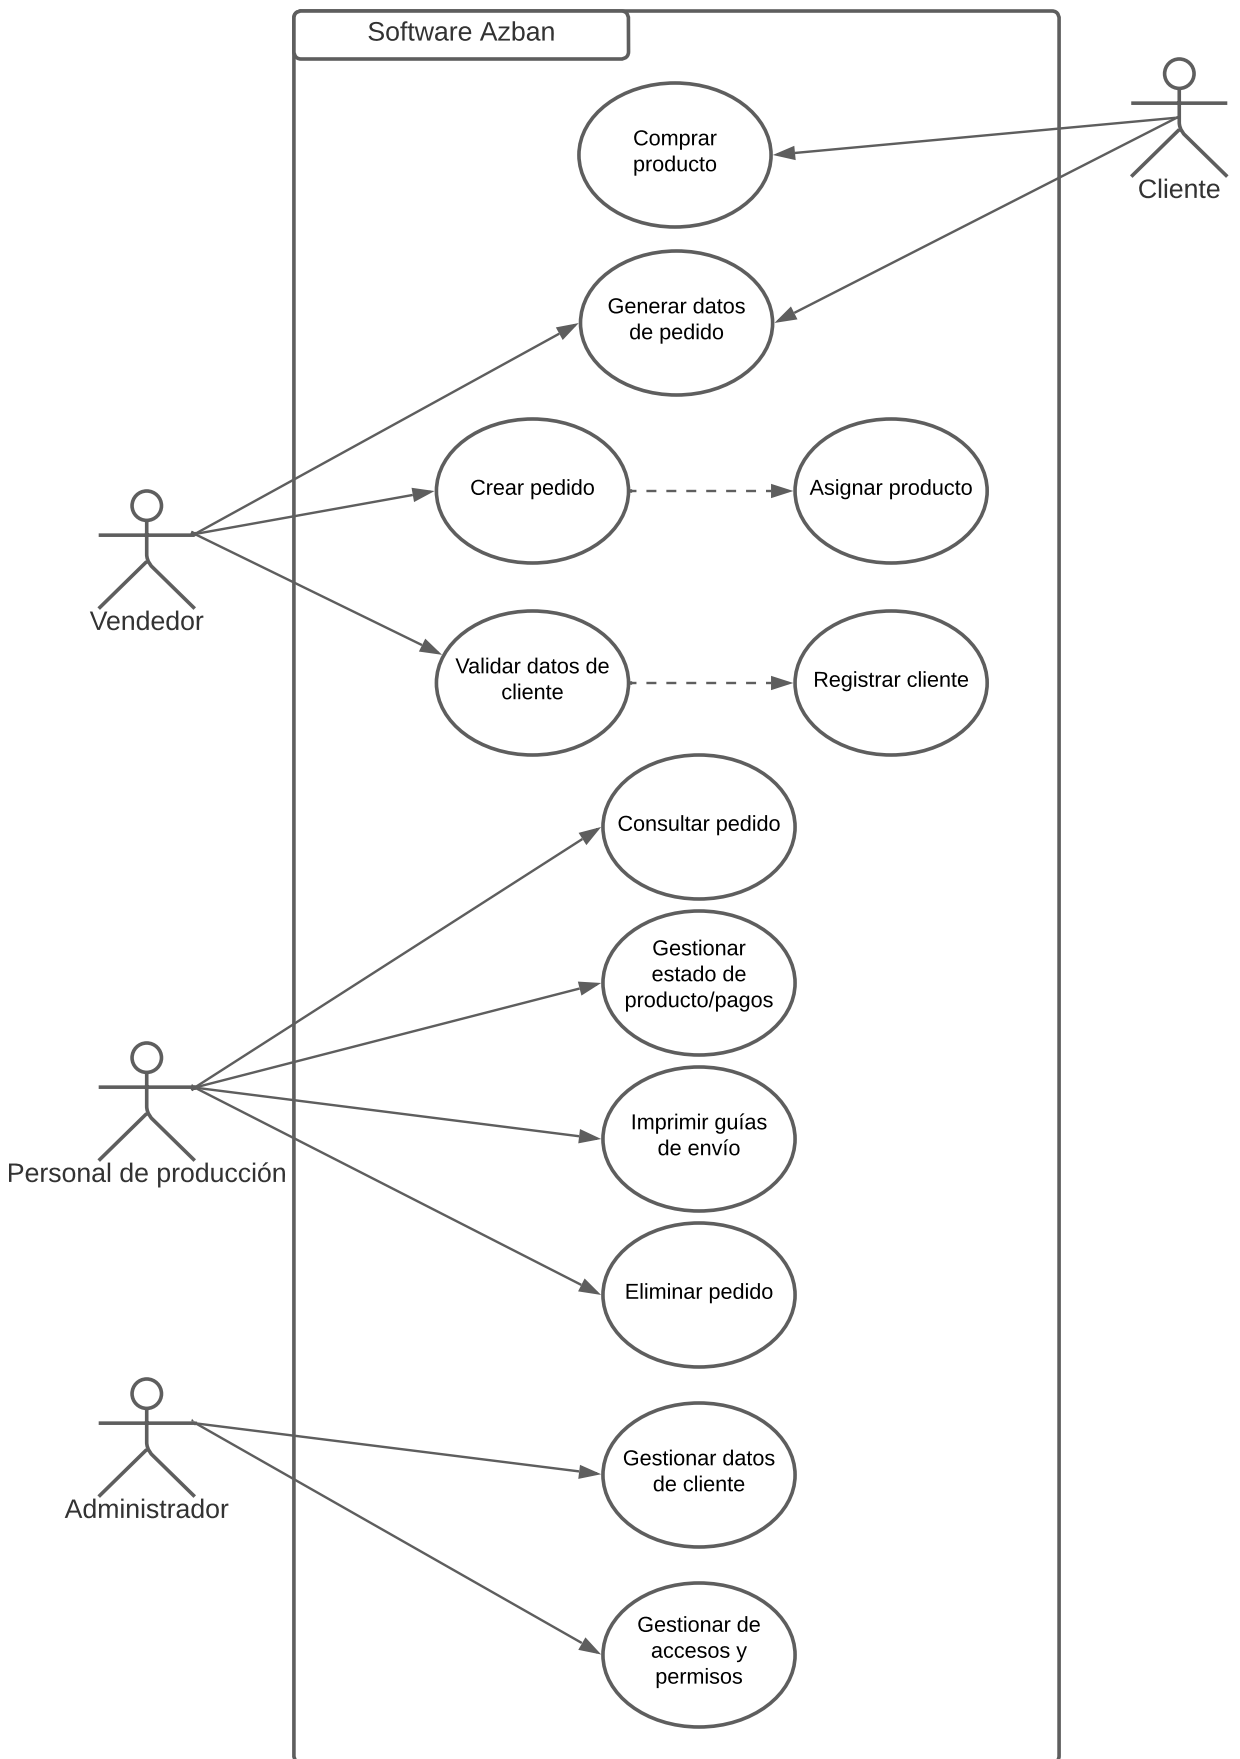 Software Azban
Comprar
producto
Cliente
Generar datos
de pedido
Crear pedido
Asignar producto
Vendedor
Validar datos de
cliente
Registrar cliente
Consultar pedido
Gestionar
estado de
producto/pagos
Personal de producción
Imprimir guías
de envío
Eliminar pedido
Administrador
Gestionar datos
de cliente
Gestionar de
accesos y
permisos